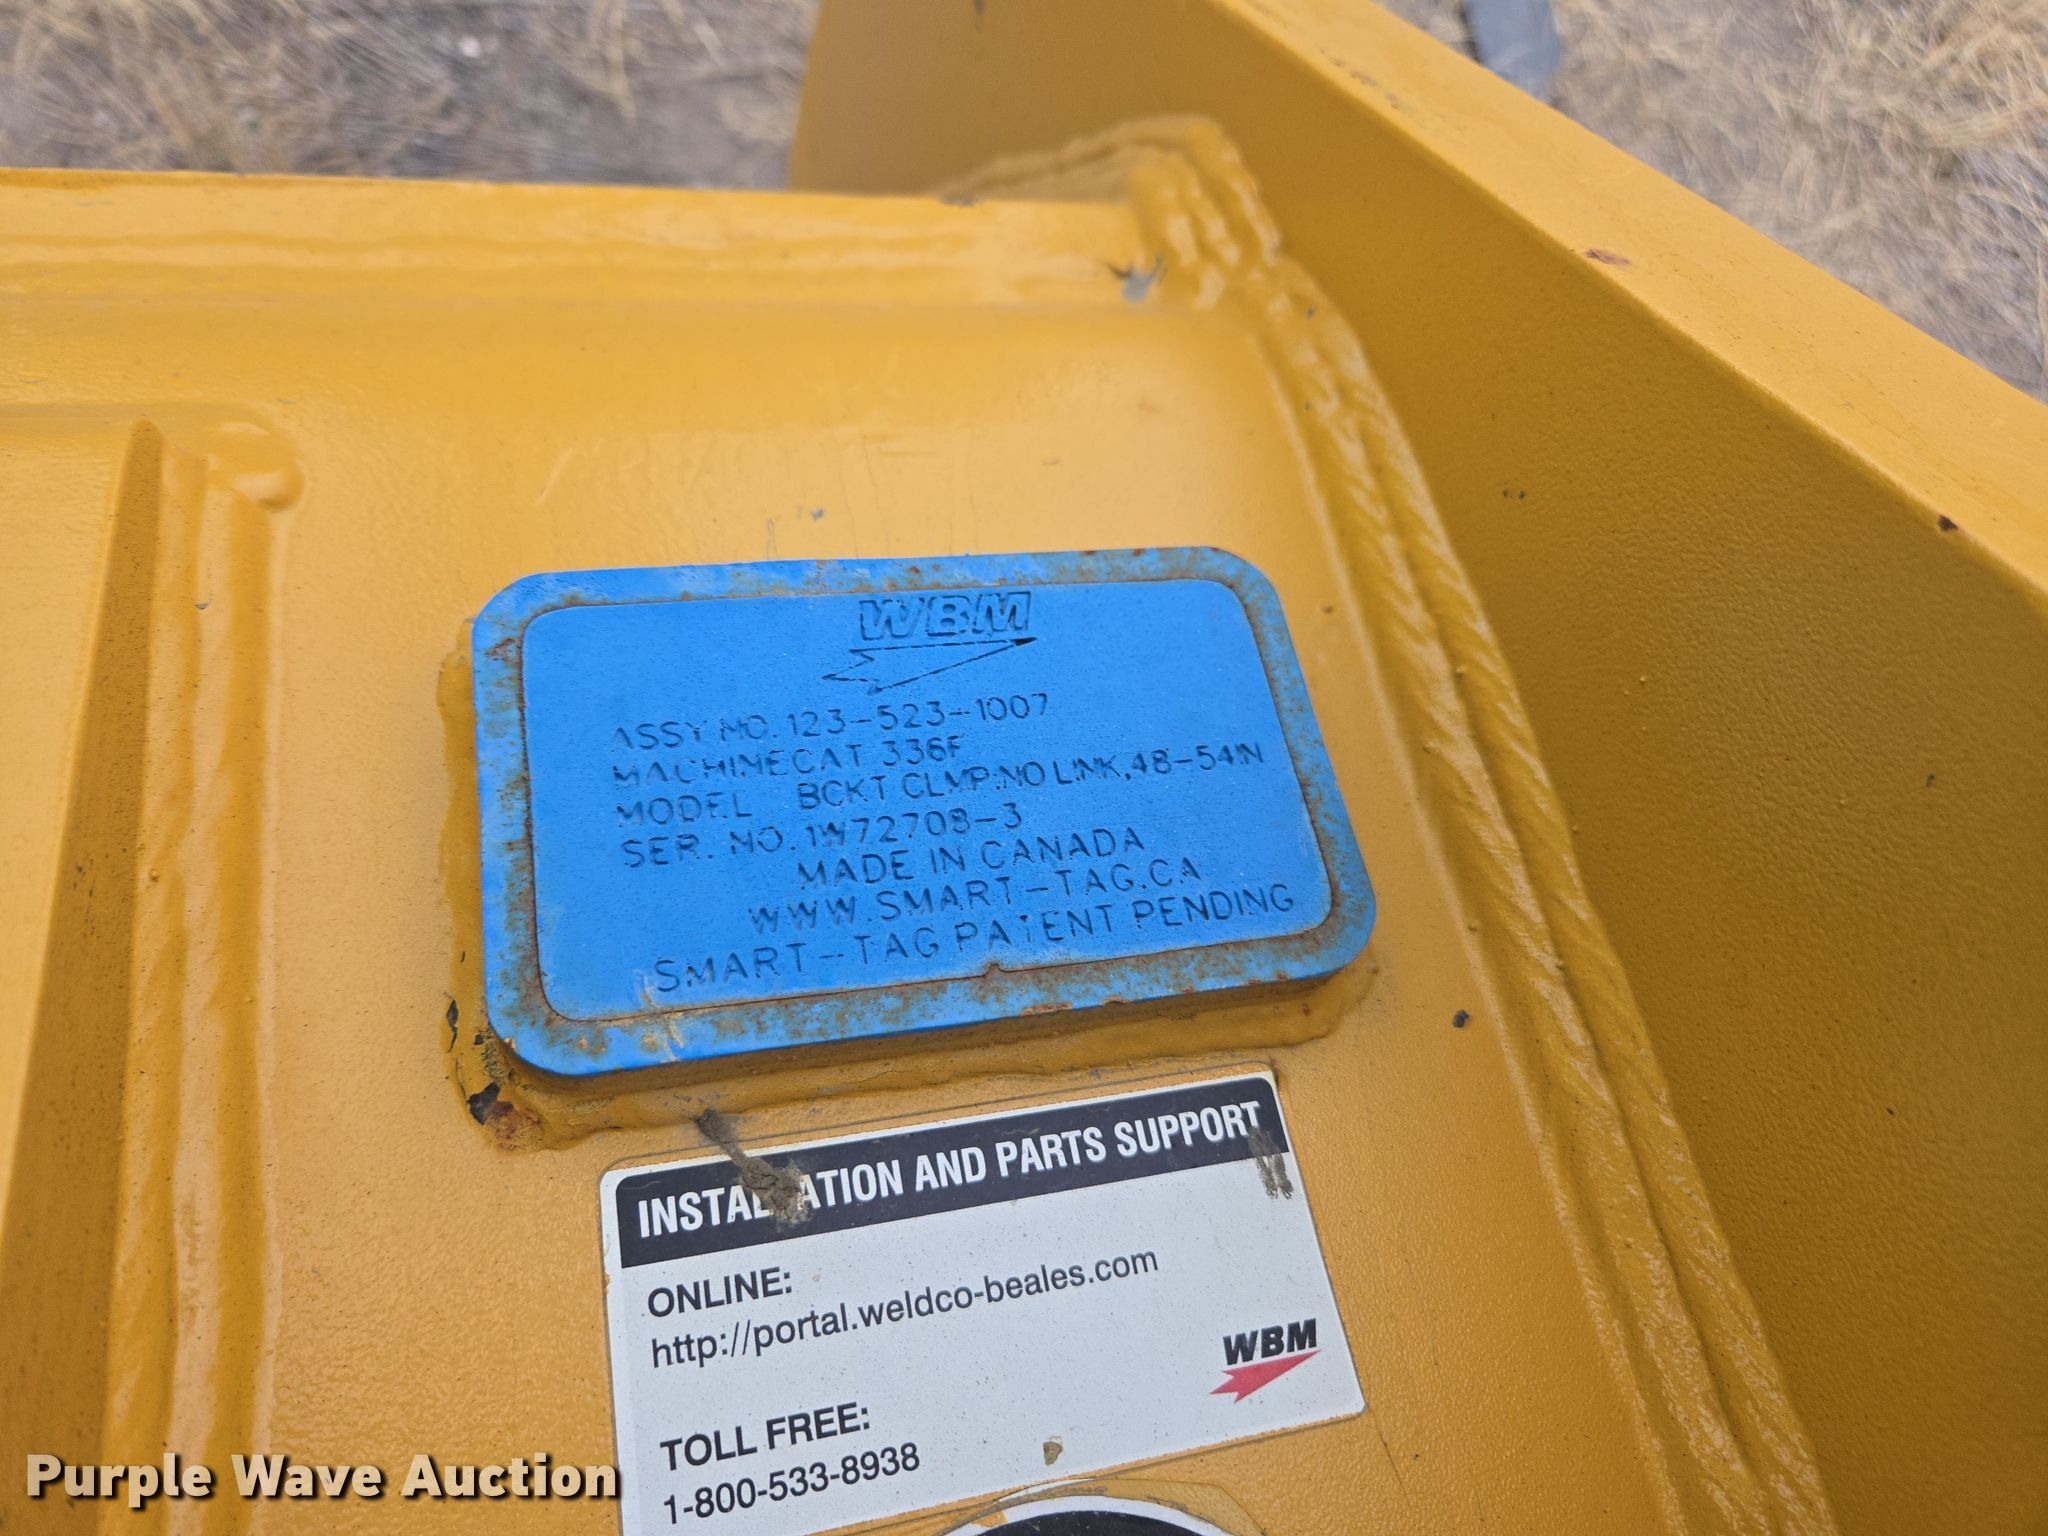 WBM
ASSY NO. 123-523-1007
MACHINE CAT 336F
MODEL BCKT CLMP:NO LINK,48-54IN
SER. NO. 1W72708-3
MADE IN CANADA
WWW.SMART-TAG.CA
SMART-TAG PATENT PENDING
INSTALLATION AND PARTS SUPPORT
ONLINE:
http://portal.weldco-beales.com
WBM
TOLL FREE:
1-800-533-8938
Purple Wave Auction